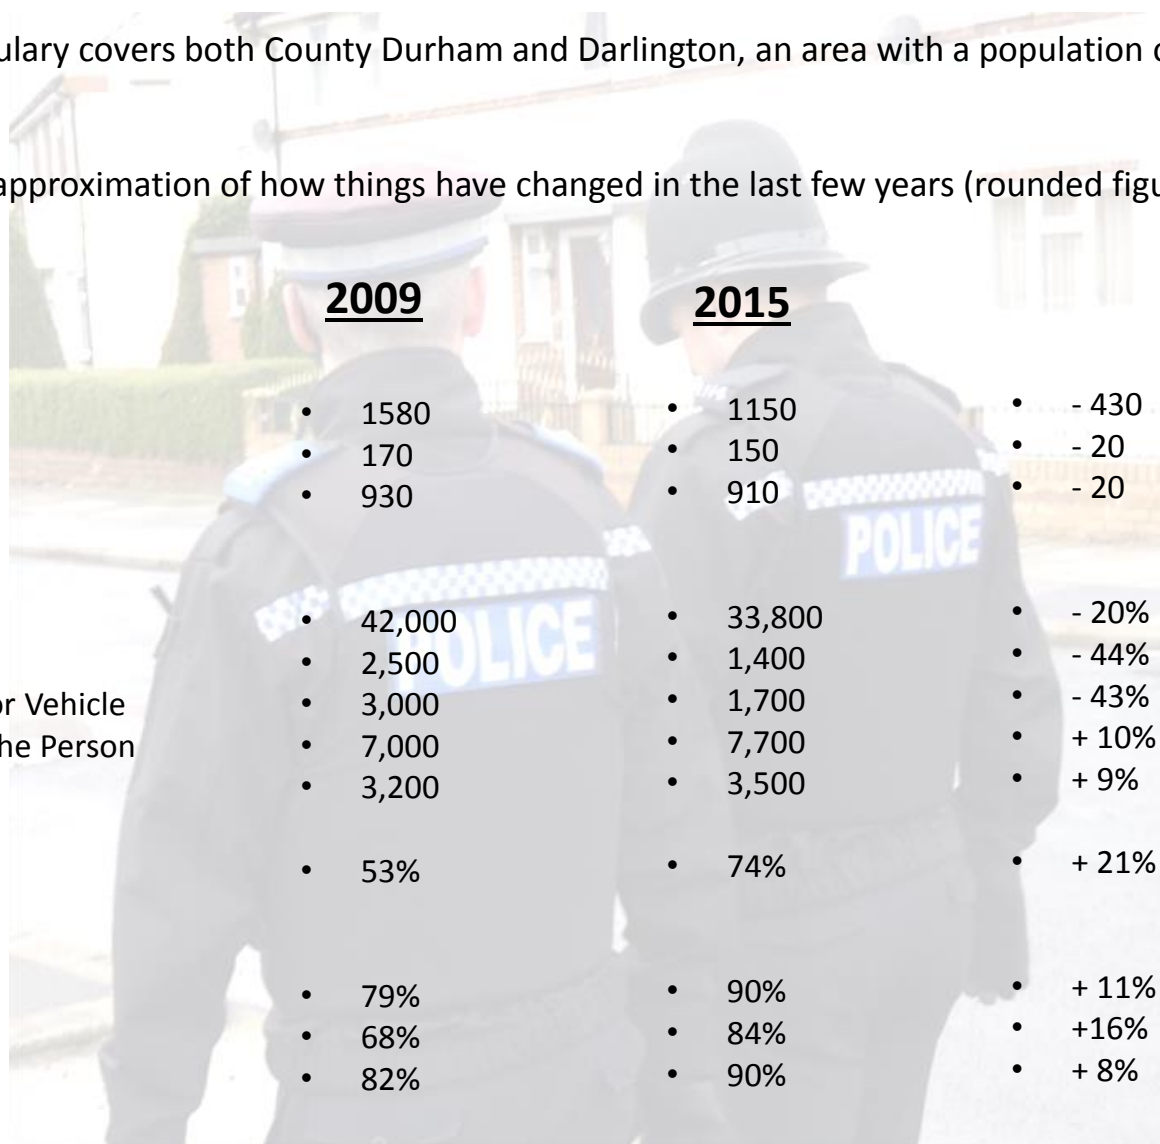 ulary covers both County Durham and Darlington, an area with a population
approximation of how things have changed in the last few years (rounded figu
2009 2015
• 1580 • 1150 • - 430
• 170 • 150 • - 20
• 930 • 910 • - 20
• 42,000 • 33,800 • - 20%
• 2,500 • 1,400 • - 44%
or Vehicle • 3,000 • 1,700 • - 43%
he Person • 7,000 • 7,700 • + 10%
• 3,200 • 3,500 • + 9%
• 53% • 74% • + 21%
• 79% • 90% • + 11%
• 68% • 84% • +16%
• 82% • 90% • + 8%
POLICE
POLICE